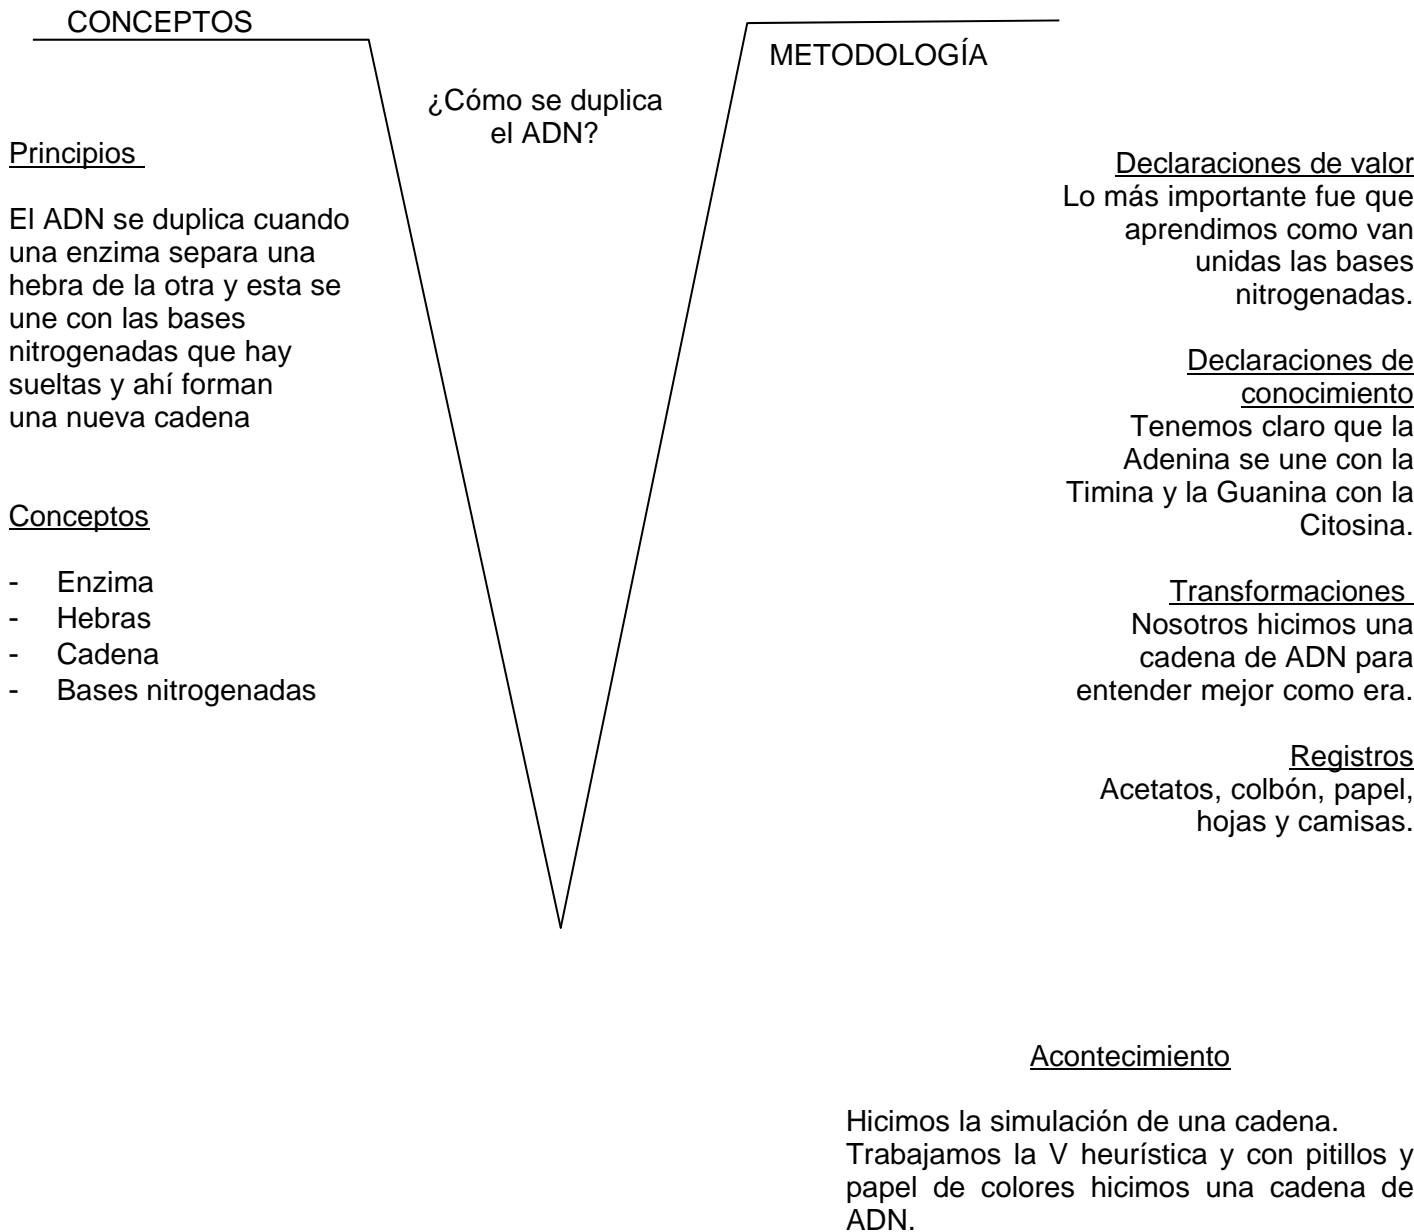 CONCEPTOS
METODOLOGÍA
¿Cómo se duplica
el ADN?
Principios
El ADN se duplica cuando
una enzima separa una
hebra de la otra y esta se
une con las bases
nitrogenadas que hay
sueltas y ahí forman
una nueva cadena
Conceptos
- Enzima
- Hebras
- Cadena
- Bases nitrogenadas
Declaraciones de valor
Lo más importante fue que
aprendimos como van
unidas las bases
nitrogenadas.
Declaraciones de
conocimiento
Tenemos claro que la
Adenina se une con la
Timina y la Guanina con la
Citosina.
Transformaciones
Nosotros hicimos una
cadena de ADN para
entender mejor como era.
Registros
Acetatos, colbón, papel,
hojas y camisas.
Acontecimiento
Hicimos la simulación de una cadena.
Trabajamos la V heurística y con pitillos y
papel de colores hicimos una cadena de
ADN.